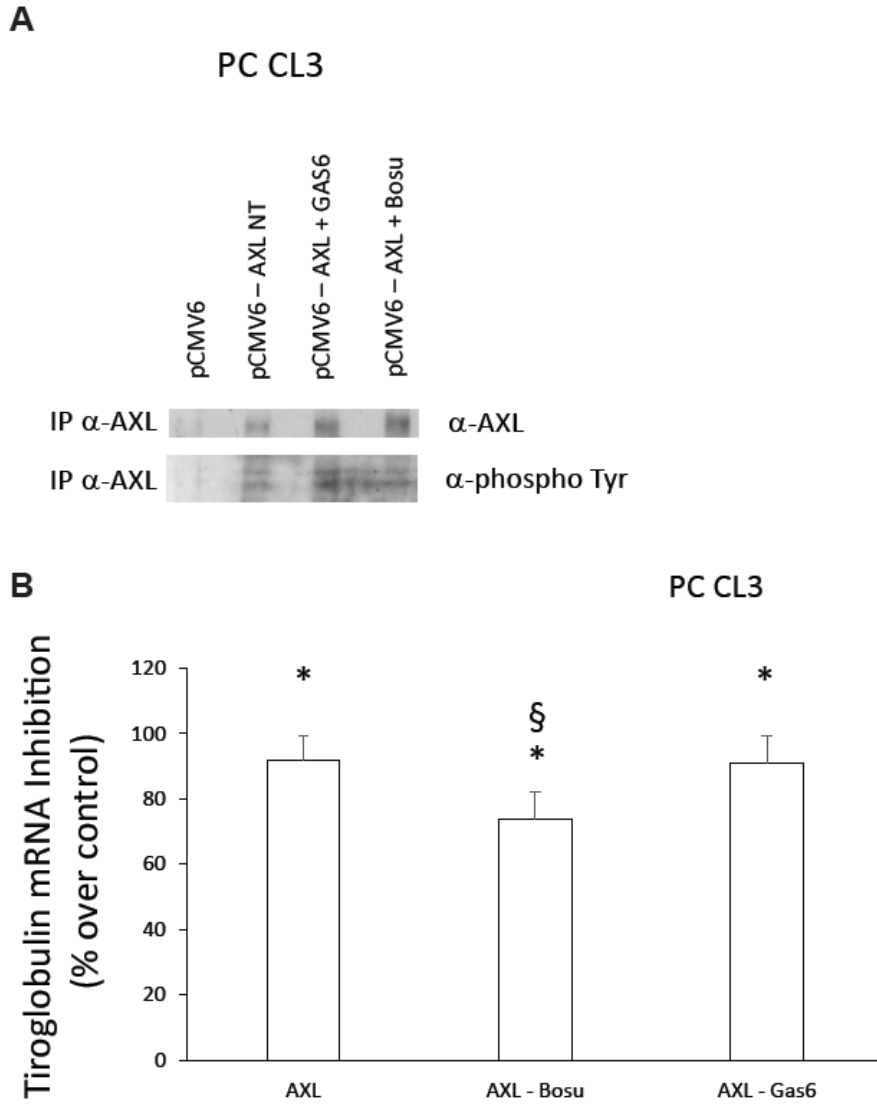 A
PC CL3
pCMV6
pCMV6 – AXL NT
pCMV6 – AXL + GAS6
pCMV6 – AXL + Bosu
IP α-AXL
α-AXL
IP α-AXL
α-phospho Tyr
B
PC CL3
Tiroglobulin mRNA Inhibition
(% over control)
120
100
80
60
40
20
0
*
§
*
*
AXL
AXL - Bosu
AXL - Gas6